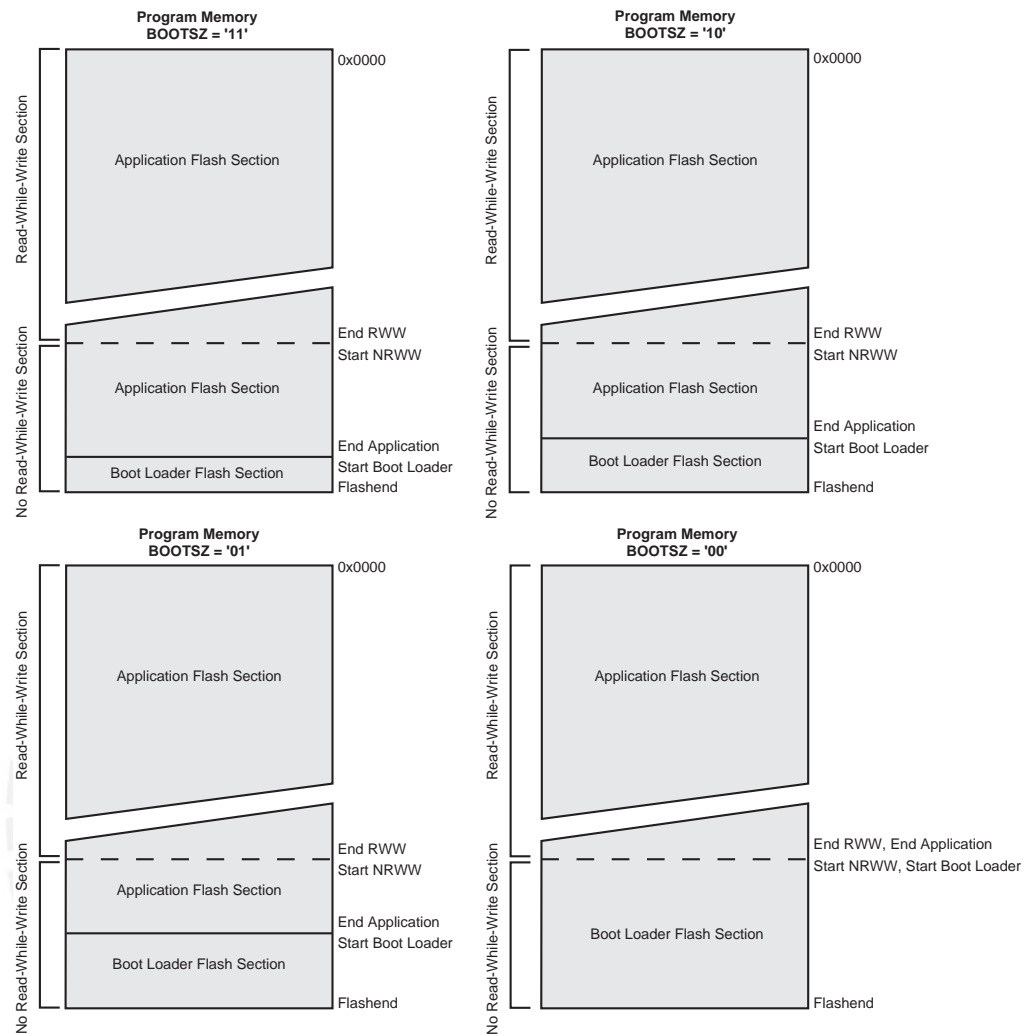 Program Memory
BOOTSZ = '11'
0x0000
Read-While-Write Section
Application Flash Section
End RWW
Start NRWW
No Read-While-Write Section
Application Flash Section
End Application
Start Boot Loader
Boot Loader Flash Section
Flashend
Program Memory
BOOTSZ = '10'
0x0000
Read-While-Write Section
Application Flash Section
End RWW
Start NRWW
No Read-While-Write Section
Application Flash Section
End Application
Start Boot Loader
Boot Loader Flash Section
Flashend
Program Memory
BOOTSZ = '01'
0x0000
Read-While-Write Section
Application Flash Section
End RWW
Start NRWW
No Read-While-Write Section
Application Flash Section
End Application
Start Boot Loader
Boot Loader Flash Section
Flashend
Program Memory
BOOTSZ = '00'
0x0000
Read-While-Write Section
Application Flash Section
End RWW, End Application
Start NRWW, Start Boot Loader
No Read-While-Write Section
Boot Loader Flash Section
Flashend